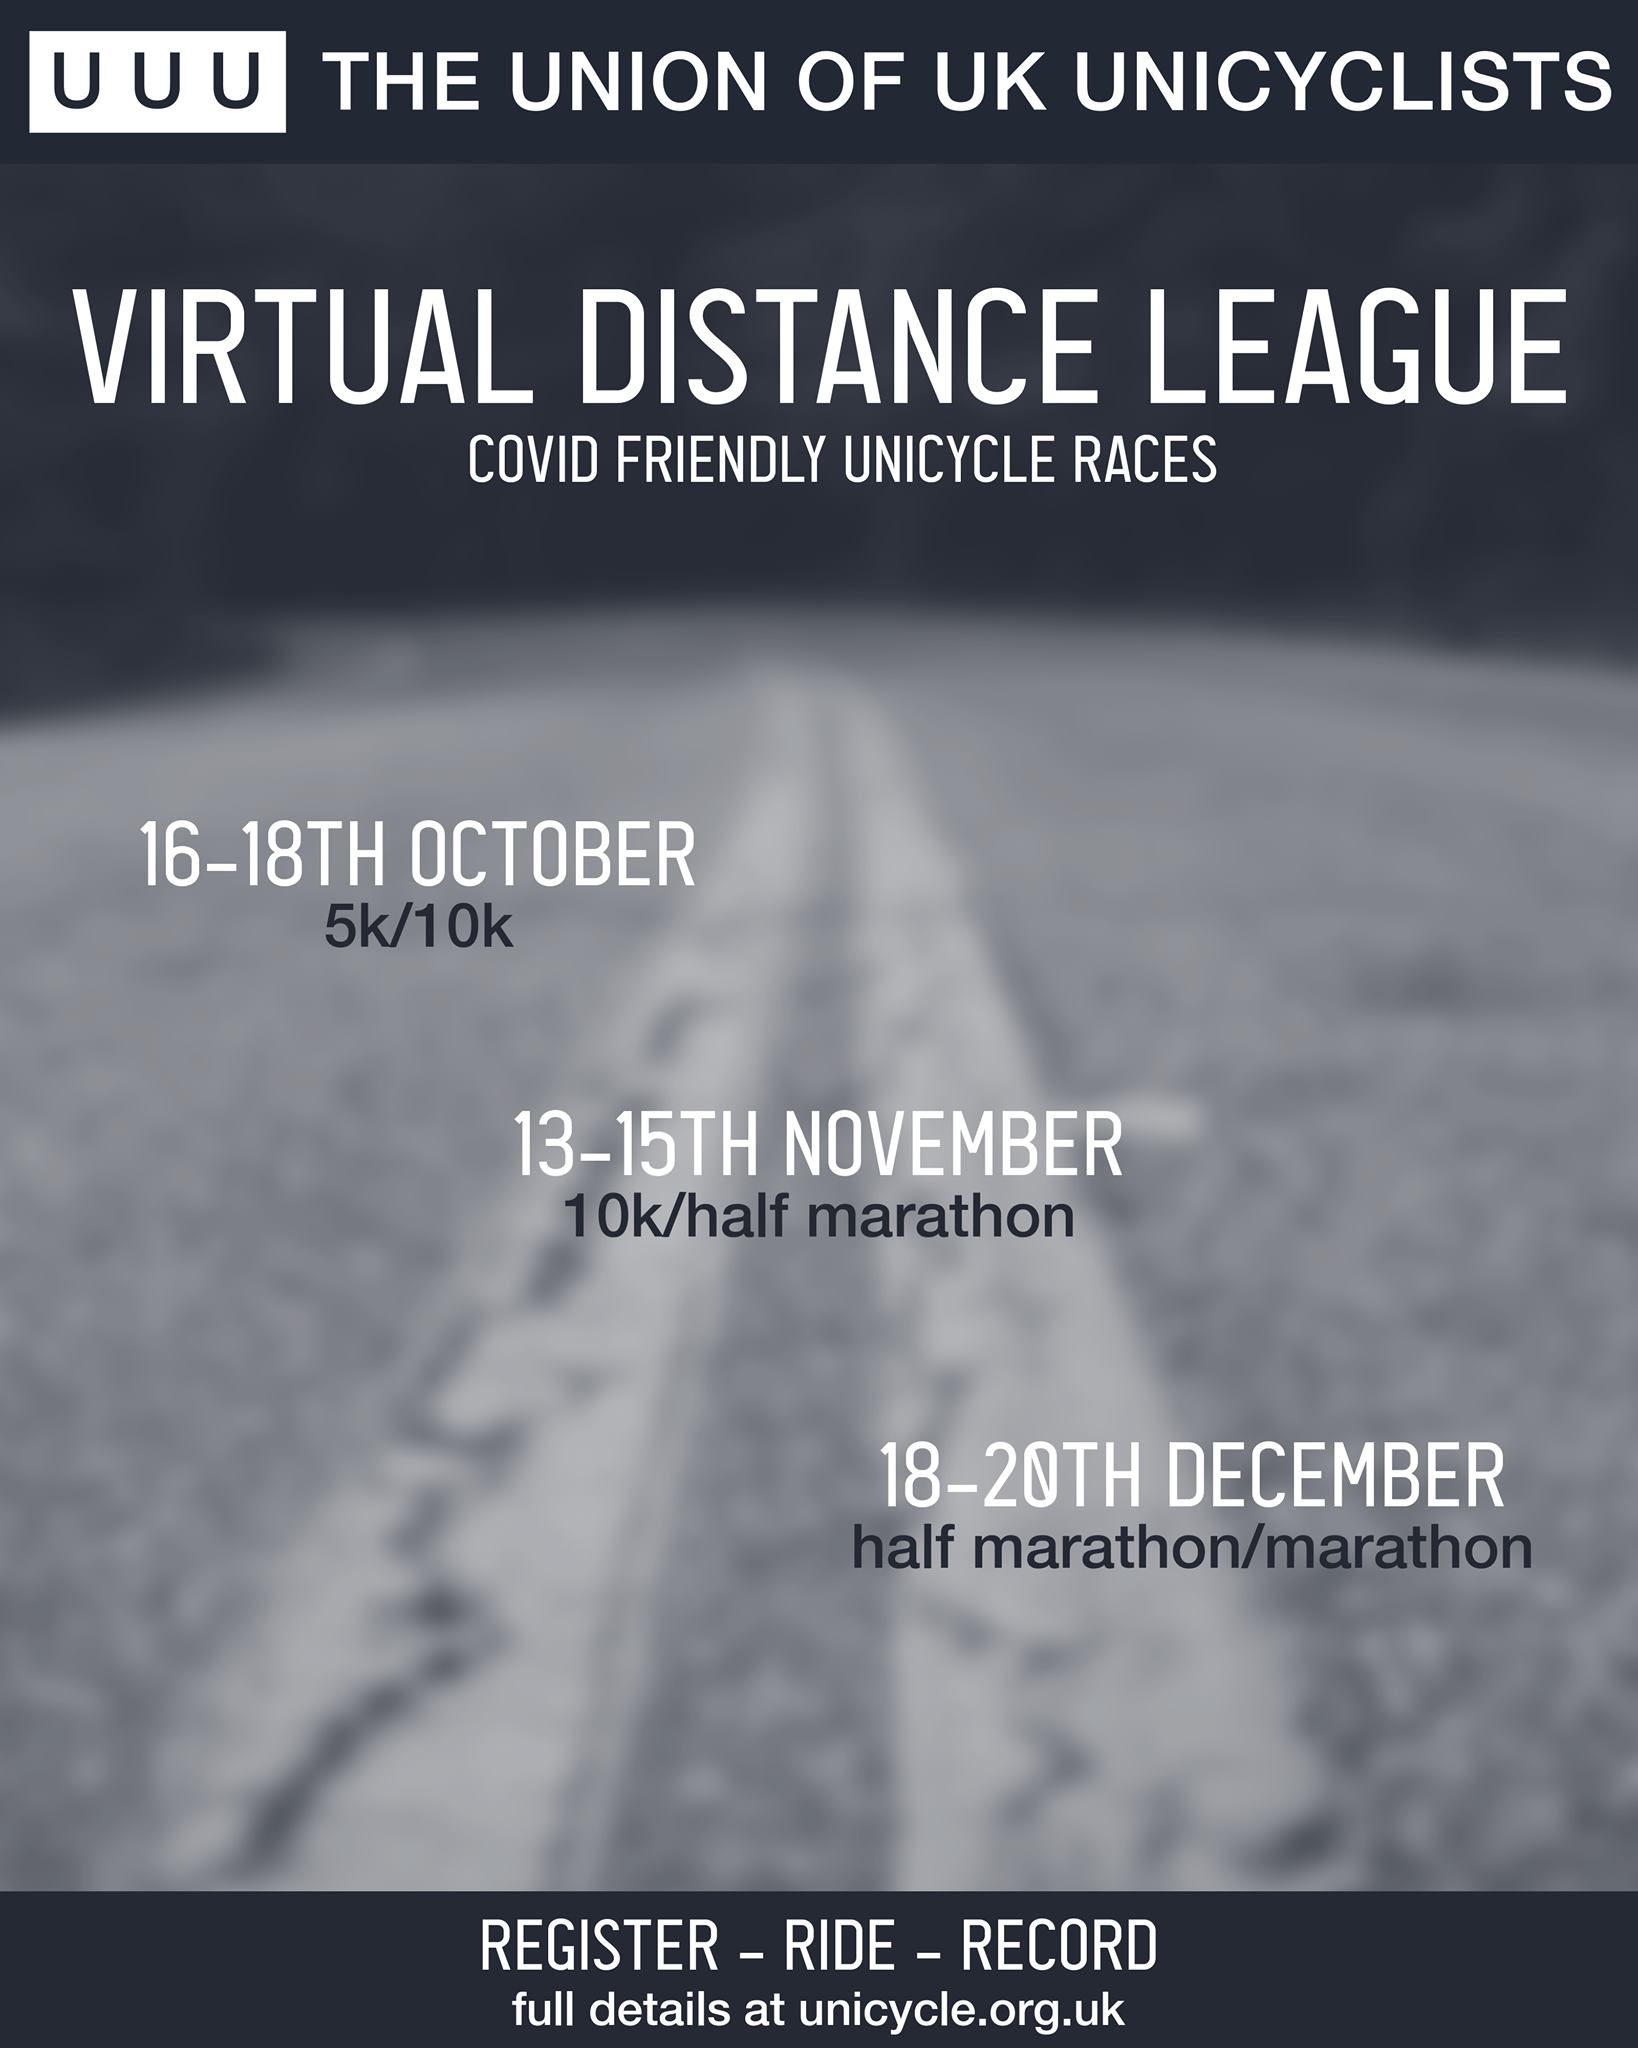 UUU THE UNION OF UK UNICYCLISTS
VIRTUAL DISTANCE LEAGUE
COVID FRIENDLY UNICYCLE RACES
16-18TH OCTOBER
5k/10k
13-15TH NOVEMBER
10k/half marathon
18-20TH DECEMBER
half marathon/marathon
REGISTER - RIDE - RECORD
full details at unicycle.org.uk